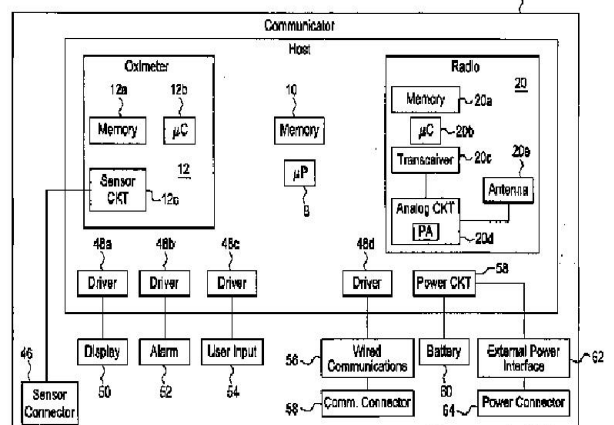 Communicator
Host
Oximeter
12a
12b
Memory
μC
Sensor
CKT
12
12c
10
Memory
μP
8
Radio
20
Memory
20a
μC
20b
Transceiver
20c
20e
Antenna
Analog CKT
PA
20d
48a
48b
48c
48d
58
Driver
Driver
Driver
Driver
Power CKT
46
Sensor
Connector
Display
50
Alarm
52
User Input
54
56
Wired
Communications
Battery
60
External Power
Interface
62
58
Comm. Connector
64
Power Connector